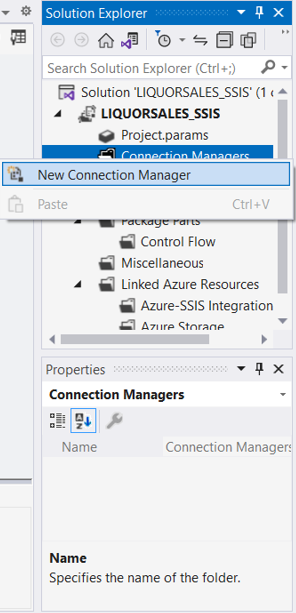 Solution Explorer
Search Solution Explorer (Ctrl+;)
Solution 'LIQUORSALES_SSIS' (1 
LIQUORSALES_SSIS
Project.params
Connection Managers
New Connection Manager
Paste Ctrl+V
Package Parts
Control Flow
Miscellaneous
Linked Azure Resources
Azure-SSIS Integration
Azure Storage
Properties
Connection Managers
Name Connection Managers
Name
Specifies the name of the folder.